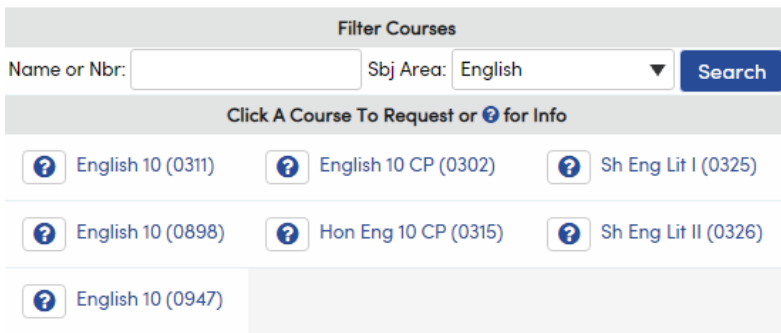 Filter Courses
Name or Nbr: Sbj Area: English Search
Click A Course To Request or ? for Info
? English 10 (0311) ? English 10 CP (0302) ? Sh Eng Lit I (0325)
? English 10 (0898) ? Hon Eng 10 CP (0315) ? Sh Eng Lit II (0326)
? English 10 (0947)